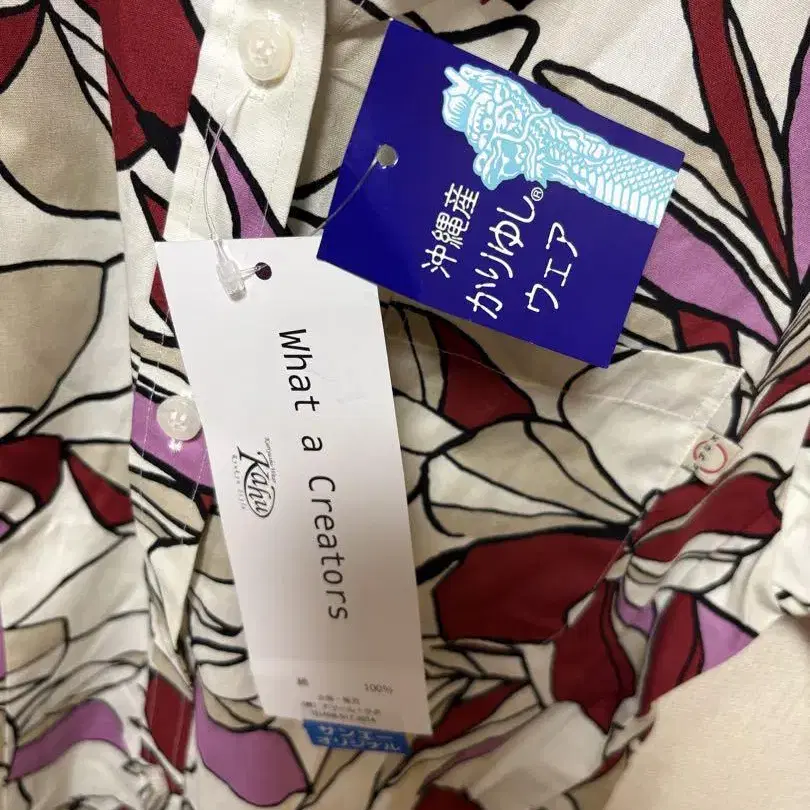 沖縄産
かりゆし®
ウェア
What a Creators
Kahu
綿 100%
サンエー
オリジナル